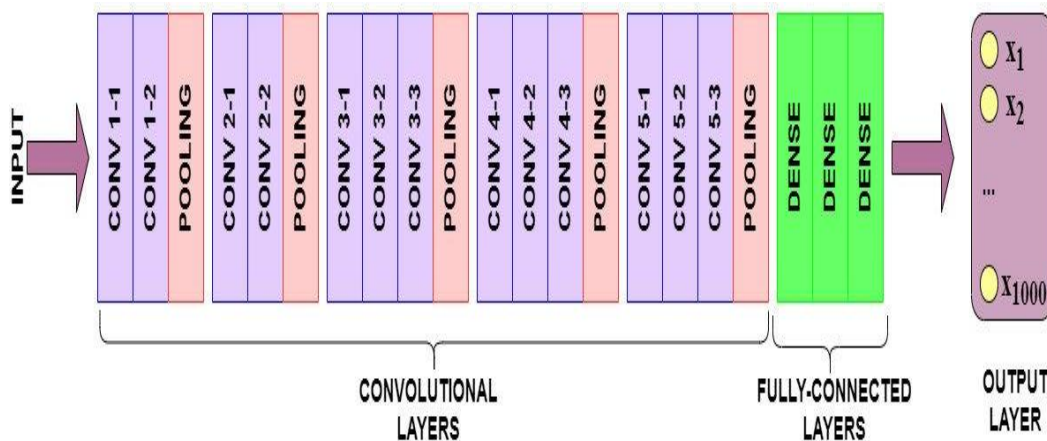 INPUT
CONV 1-1
CONV 1-2
POOLING
CONV 2-1
CONV 2-2
POOLING
CONV 3-1
CONV 3-2
CONV 3-3
POOLING
CONV 4-1
CONV 4-2
CONV 4-3
POOLING
CONV 5-1
CONV 5-2
CONV 5-3
POOLING
DENSE
DENSE
DENSE
x1
x2
...
x1000
CONVOLUTIONAL
LAYERS
FULLY-CONNECTED
LAYERS
OUTPUT
LAYER